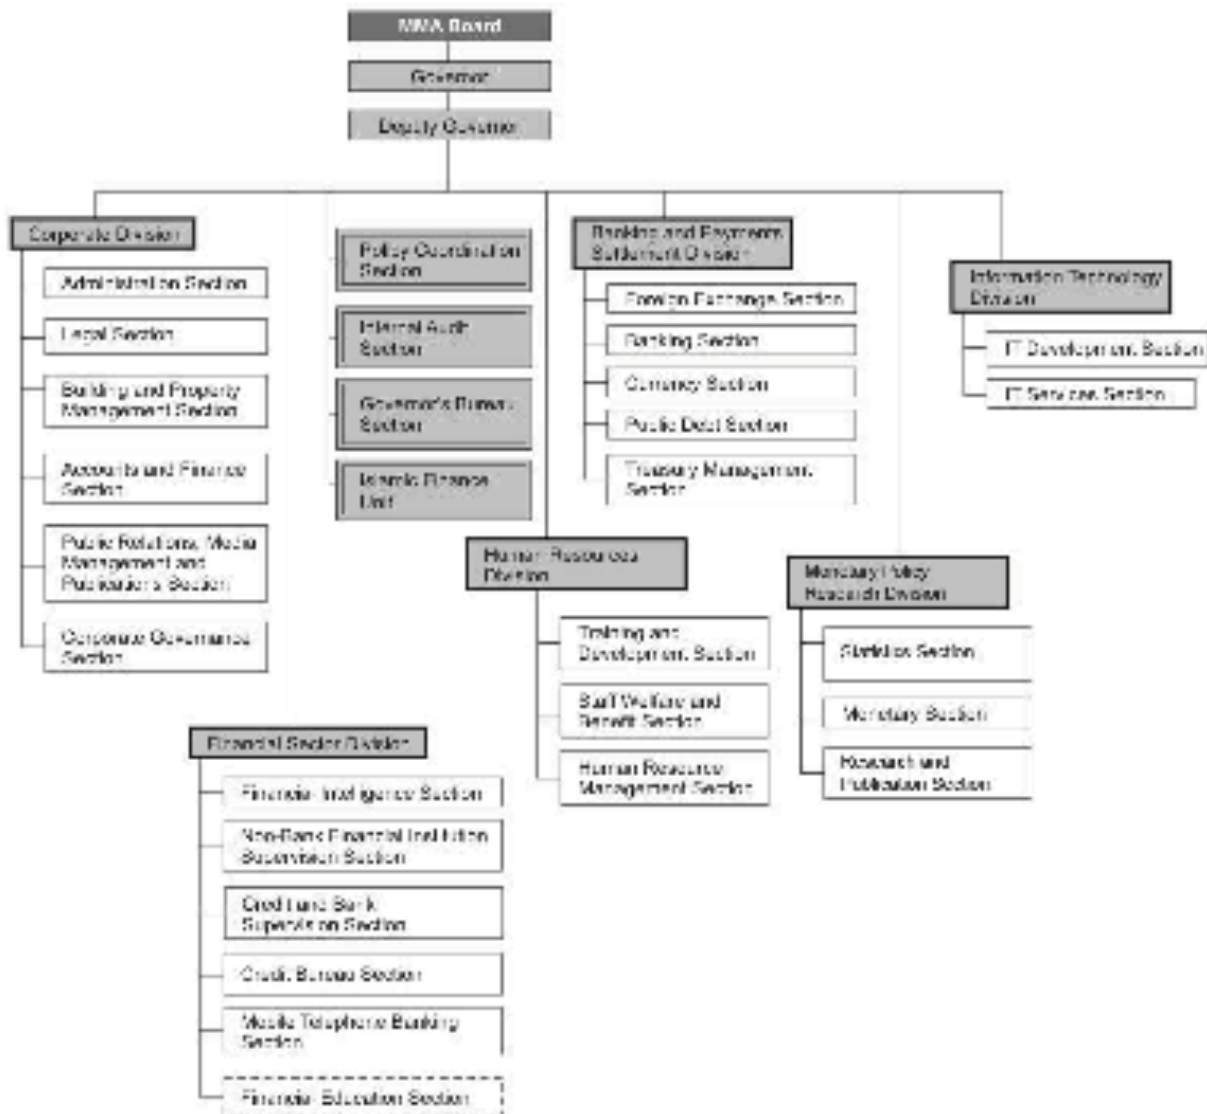 MMA Board
Governor
Deputy Governor
Corporate Division
Administration Section
Legal Section
Building and Property
Management Section
Accounts and Finance
Section
Public Relations, Media
Management and
Publications Section
Corporate Governance
Section
Policy Coordination
Section
Internal Audit
Section
Governor's Bureau
Section
Islamic Finance
Unit
Banking and Payments
Settlement Division
Foreign Exchange Section
Banking Section
Currency Section
Public Debt Section
Treasury Management
Section
Information Technology
Division
IT Development Section
IT Services Section
Human Resources
Division
Training and
Development Section
Staff Welfare and
Benefit Section
Human Resource
Management Section
Monetary Policy
Research Division
Statistics Section
Monetary Section
Research and
Publication Section
Financial Sector Division
Financial Intelligence Section
Non-Bank Financial Institution
Supervision Section
Credit and Bank
Supervision Section
Credit Bureau Section
Mobile Telephone Banking
Section
Financial Education Section